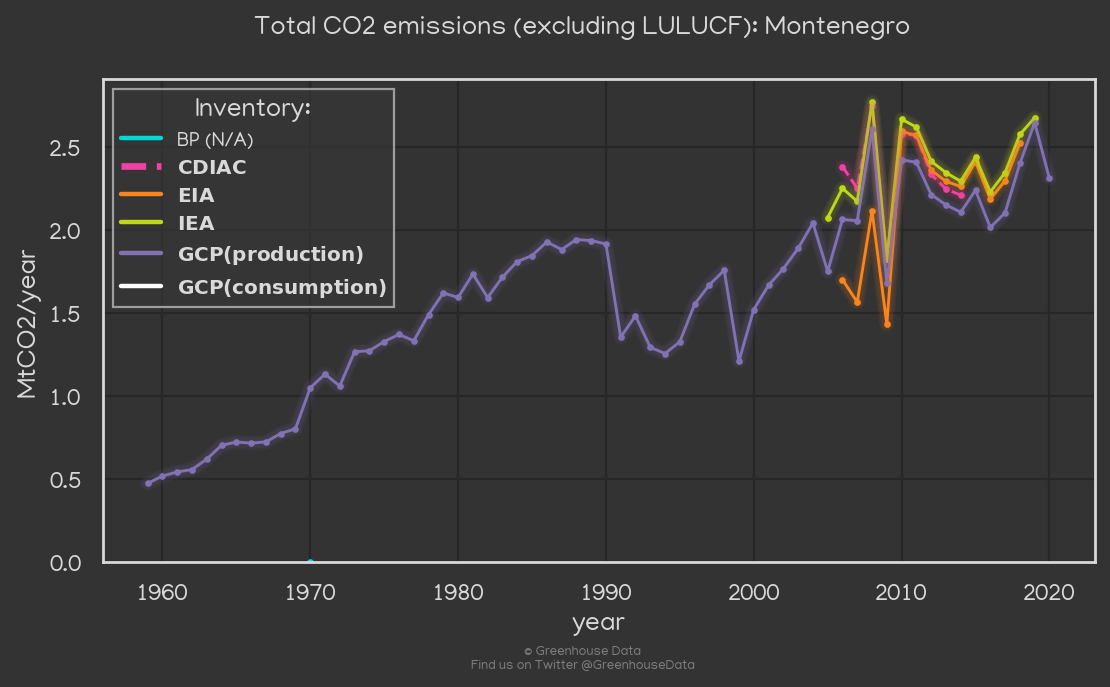 Total CO2 emissions (excluding LULUCF): Montenegro
Inventory:
BP (N/A)
CDIAC
EIA
IEA
GCP(production)
GCP(consumption)
MtCO2/year
2.5
2.0
1.5
1.0
0.5
0.0
1960 1970 1980 1990 2000 2010 2020
year
© Greenhouse Data
Find us on Twitter @GreenhouseData